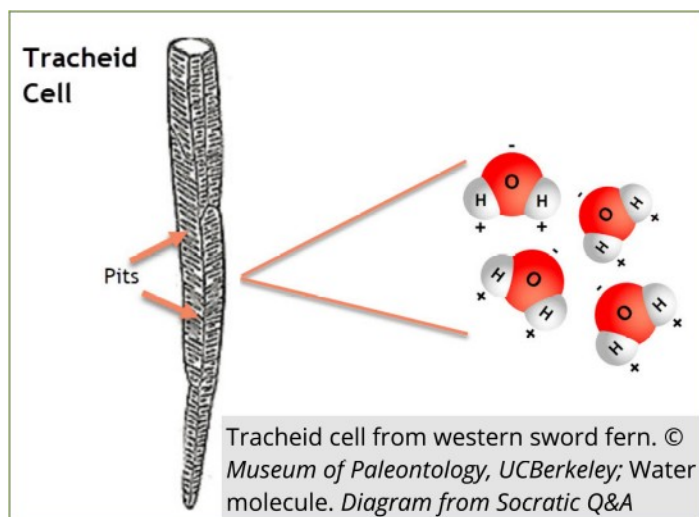 Tracheid
Cell
Pits
-
O
H
H
+
+
-
O
H
H
+
+
-
O
H
H
+
+
-
O
H
H
+
+
Tracheid cell from western sword fern. ©
Museum of Paleontology, UCBerkeley; Water
molecule. Diagram from Socratic Q&A